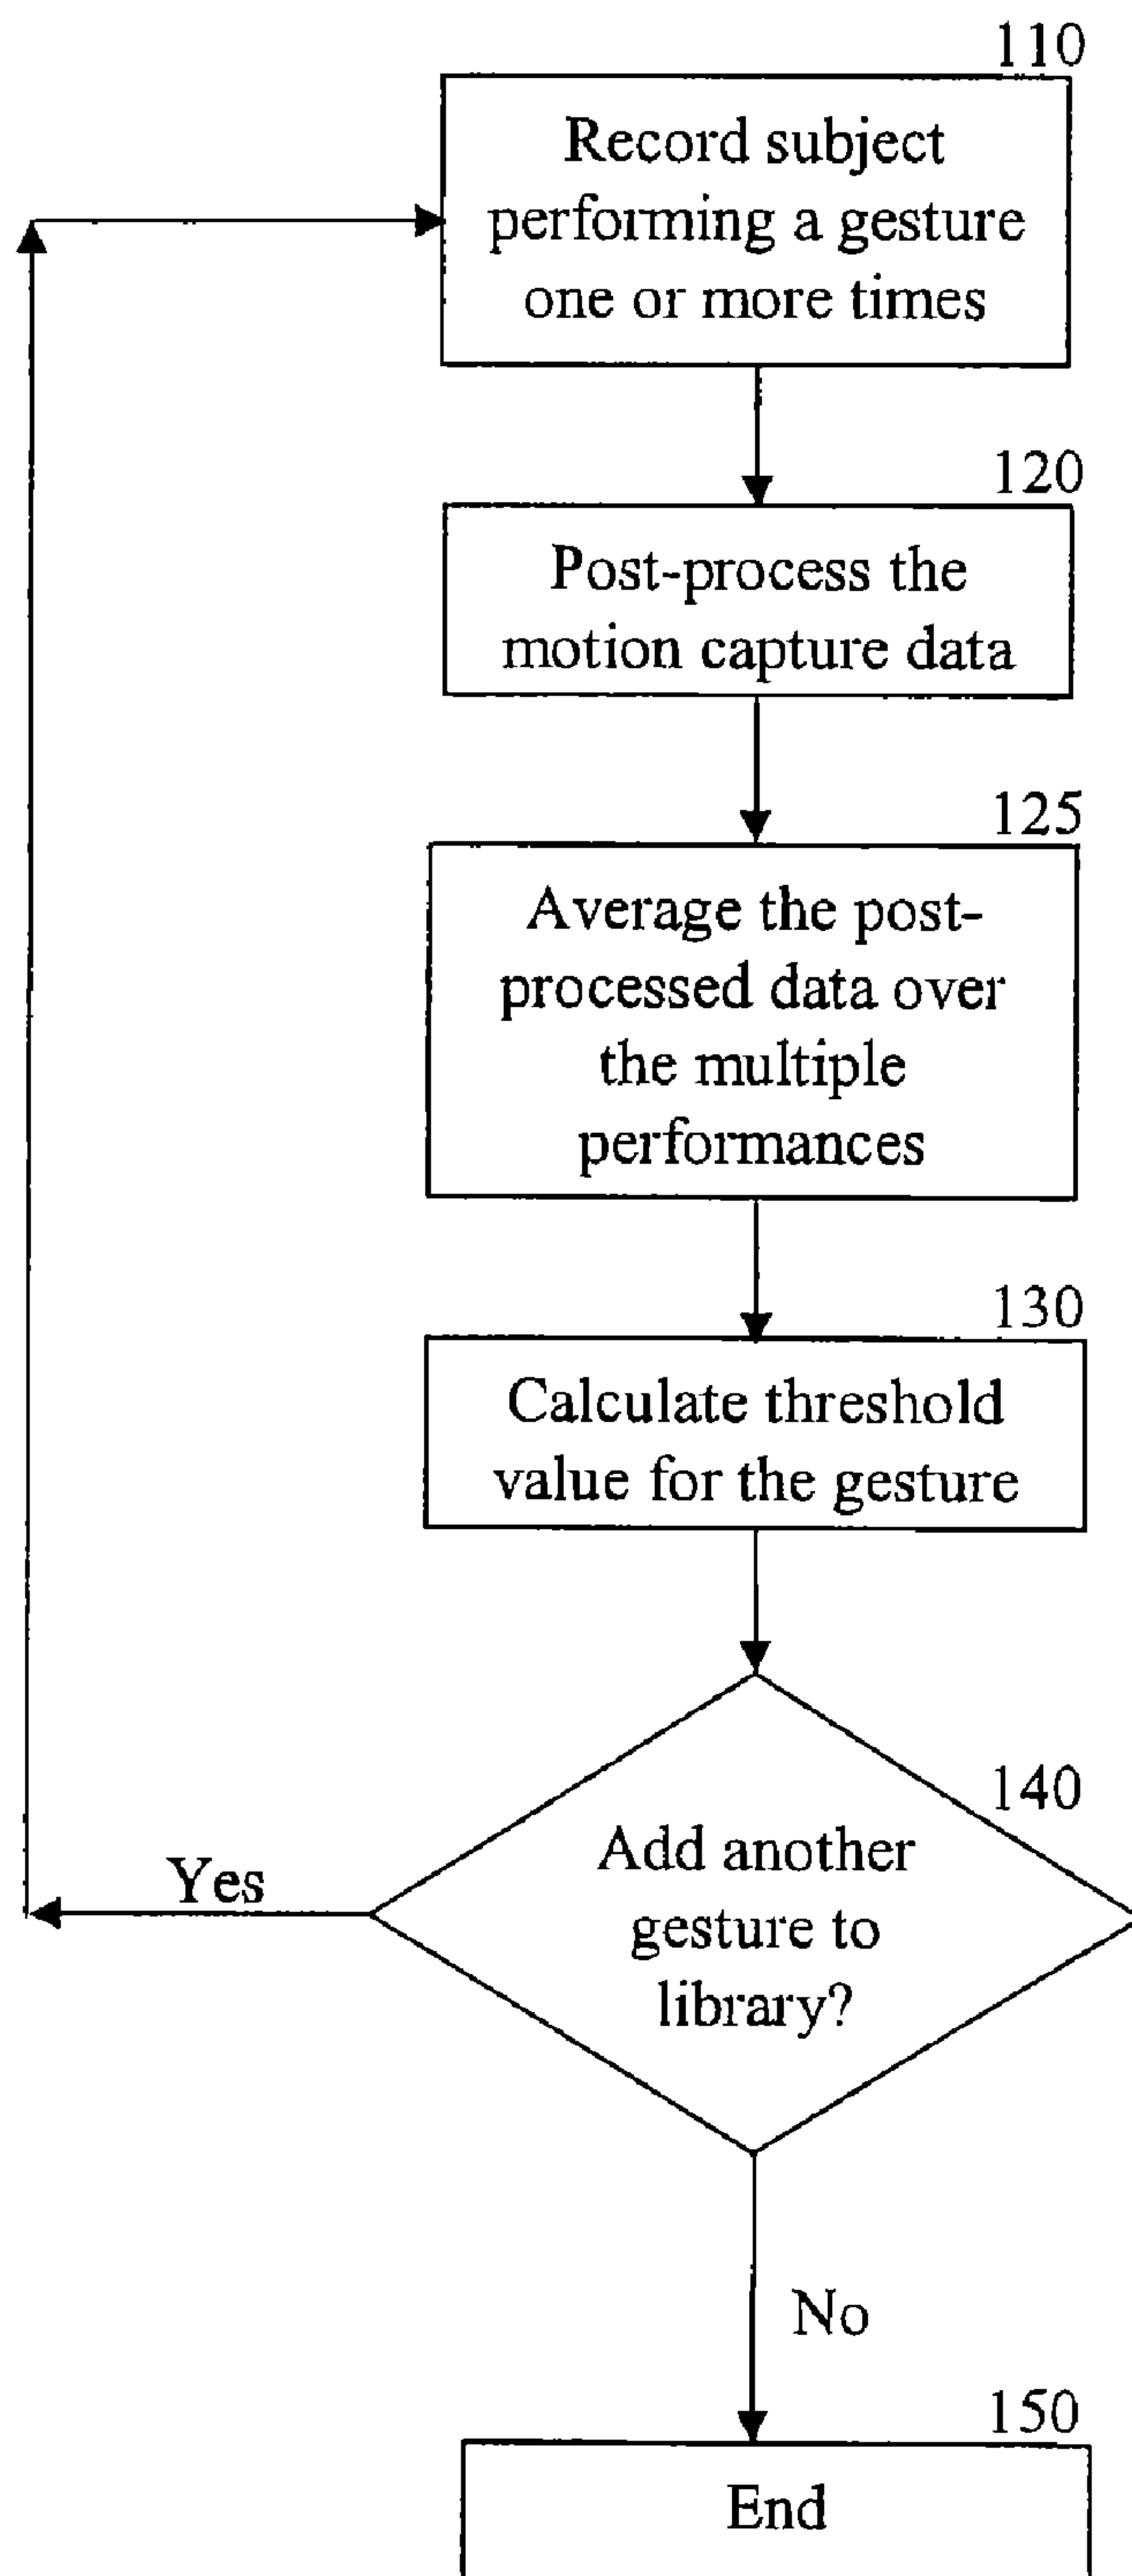 110
Record subject
performing a gesture
one or more times
120
Post-process the
motion capture data
125
Average the post-
processed data over
the multiple
performances
130
Calculate threshold
value for the gesture
140
Add another
gesture to
library?
Yes
No
150
End